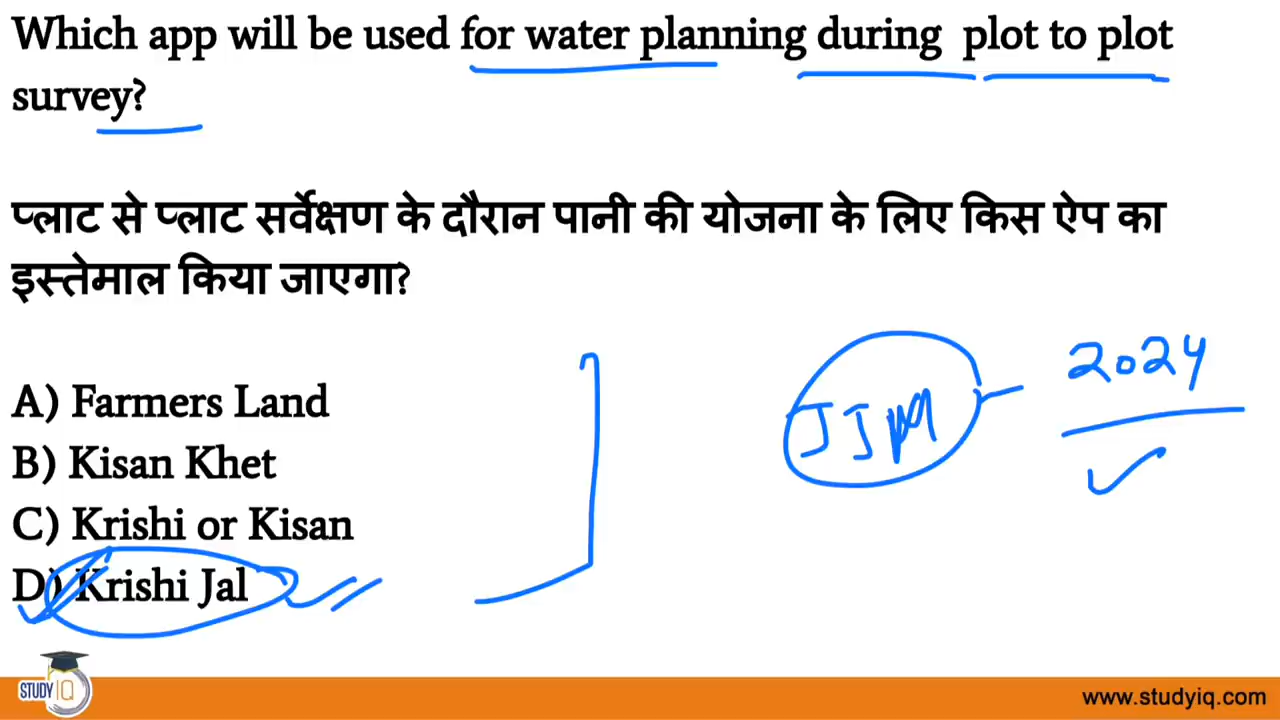 Which app will be used for water planning during plot to plot
survey?
प्लाट से प्लाट सर्वेक्षण के दौरान पानी की योजना के लिए किस ऐप का
इस्तेमाल किया जाएगा?
A) Farmers Land
B) Kisan Khet
C) Krishi or Kisan
D) Krishi Jal
JJM - 2024
STUDY IQ
www.studyiq.com